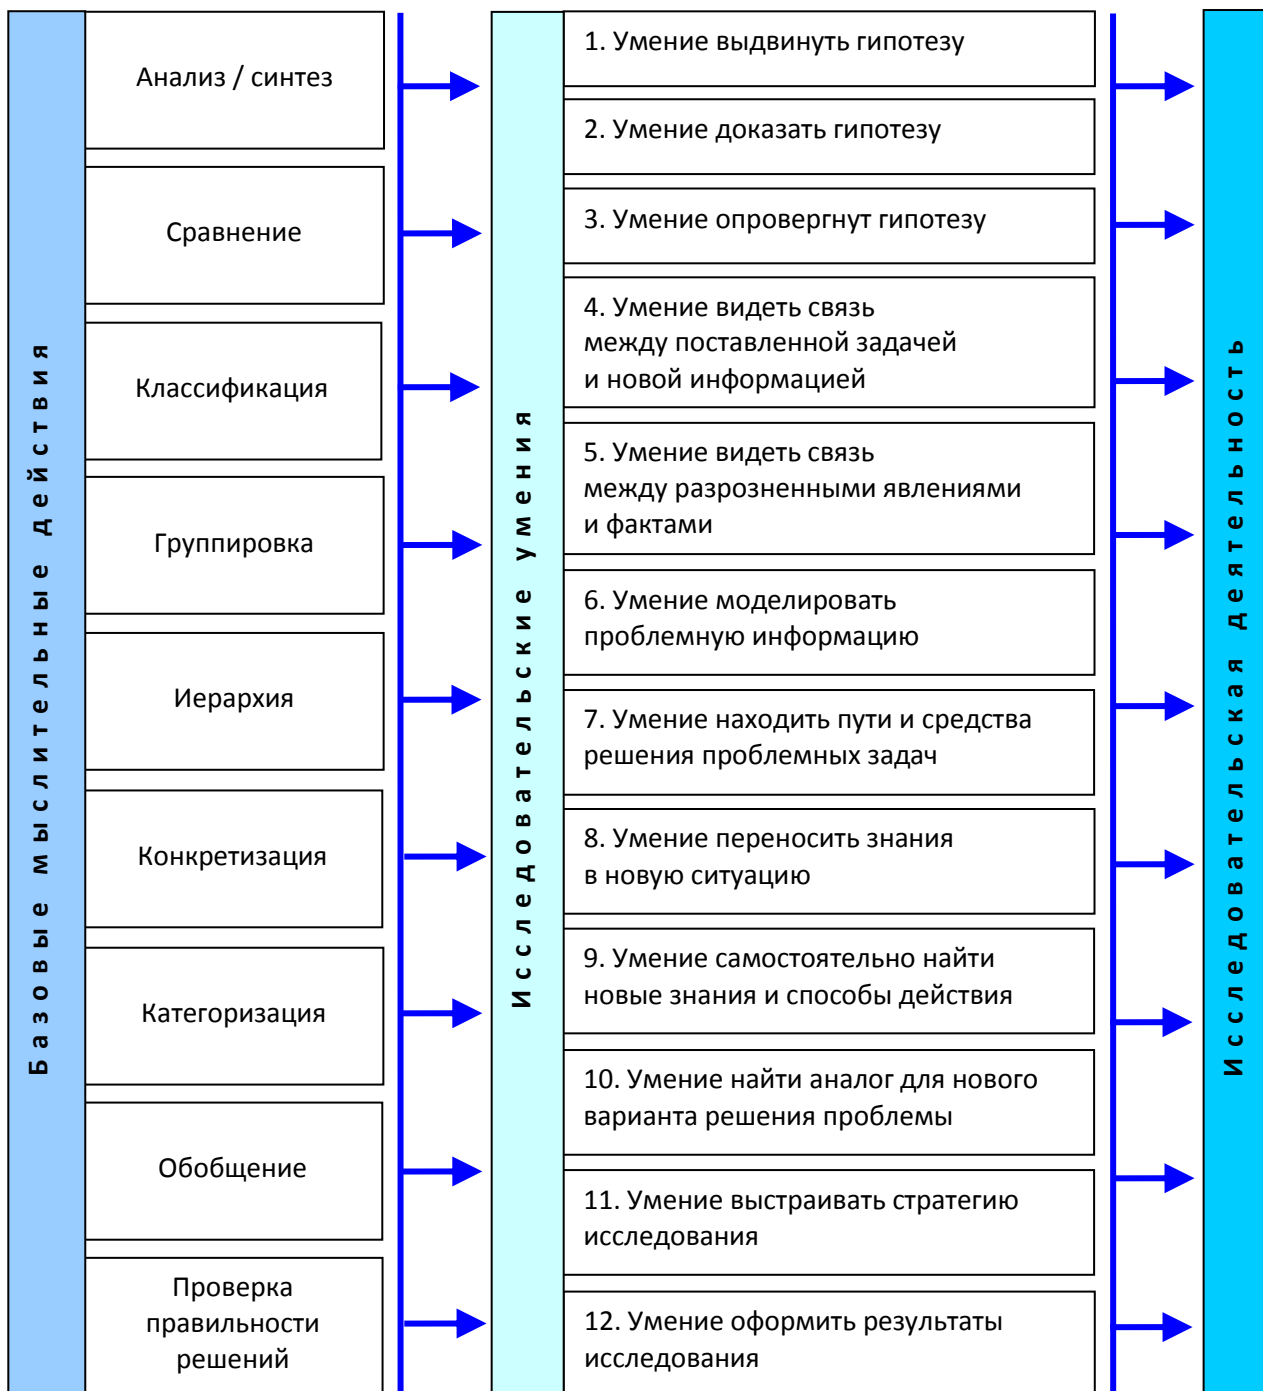 Базовые мыслительные действия
Анализ / синтез
Сравнение
Классификация
Группировка
Иерархия
Конкретизация
Категоризация
Обобщение
Проверка
правильности
решений
Исследовательские умения
1. Умение выдвинуть гипотезу
2. Умение доказать гипотезу
3. Умение опровергнут гипотезу
4. Умение видеть связь
между поставленной задачей
и новой информацией
5. Умение видеть связь
между разрозненными явлениями
и фактами
6. Умение моделировать
проблемную информацию
7. Умение находить пути и средства
решения проблемных задач
8. Умение переносить знания
в новую ситуацию
9. Умение самостоятельно найти
новые знания и способы действия
10. Умение найти аналог для нового
варианта решения проблемы
11. Умение выстраивать стратегию
исследования
12. Умение оформить результаты
исследования
Исследовательская деятельность